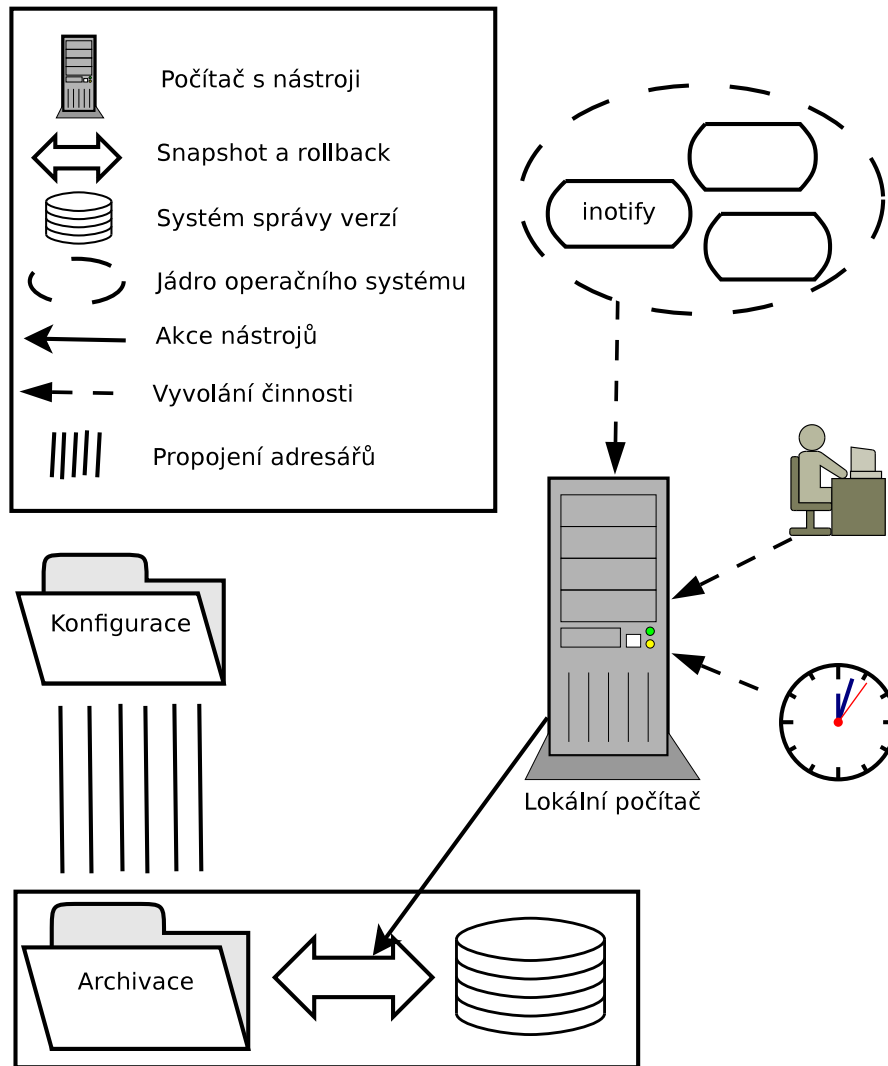 Počítač s nástroji
Snapshot a rollback
Systém správy verzí
Jádro operačního systému
Akce nástrojů
Vyvolání činnosti
Propojení adresářů
inotify
Konfigurace
Lokální počítač
Archivace